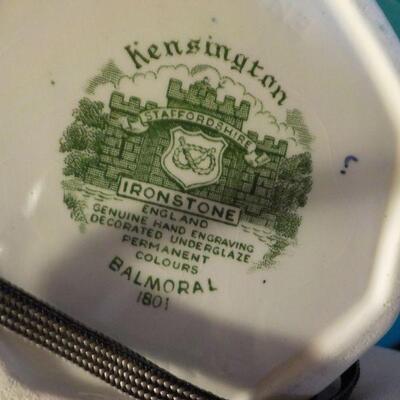 Kensington
STAFFORDSHIRE
IRONSTONE
ENGLAND
GENUINE HAND ENGRAVING
DECORATED UNDERGLAZE
PERMANENT
COLOURS
BALMORAL
1801